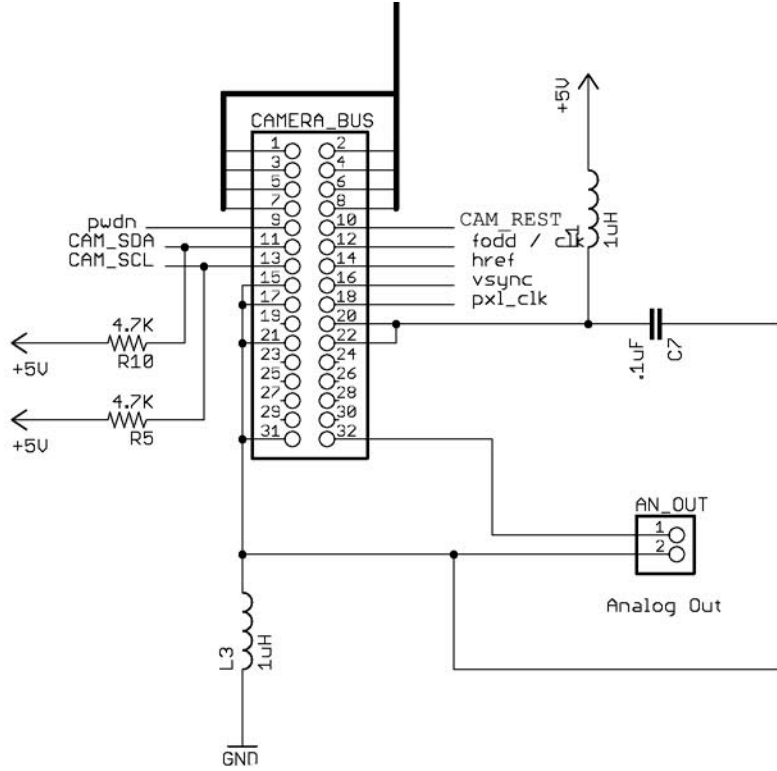 +5V
CAMERA_BUS
1 2
3 4
5 6
7 8
pwdn 9 10 CAM_REST
CAM_SDA 11 12 fodd / clk
CAM_SCL 13 14 href
15 16 vsync
17 18 pxl_clk
19 20
21 22
23 24
25 26
27 28
29 30
31 32
1uH
4.7K
R10
+5V
4.7K
R5
+5V
.1uF
C7
AN_OUT
1
2
Analog Out
L3
1uH
GND